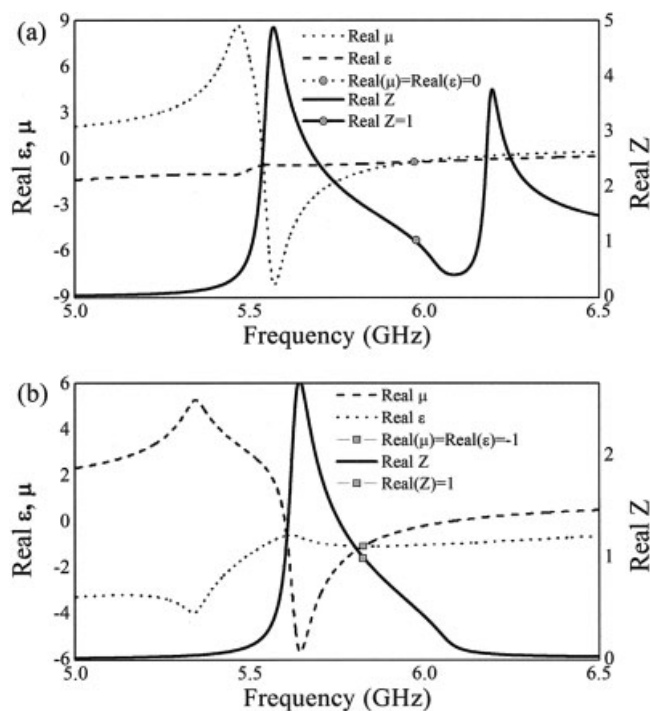 (a)
9
6
3
0
-3
-6
-9
Real ε, μ
5
4
3
2
1
0
Real Z
Real μ
Real ε
Real(μ)=Real(ε)=0
Real Z
Real Z=1
5.0
5.5
6.0
6.5
Frequency (GHz)
(b)
6
4
2
0
-2
-4
-6
Real ε, μ
2
1
0
Real Z
Real μ
Real ε
Real(μ)=Real(ε)=-1
Real Z
Real(Z)=1
5.0
5.5
6.0
6.5
Frequency (GHz)